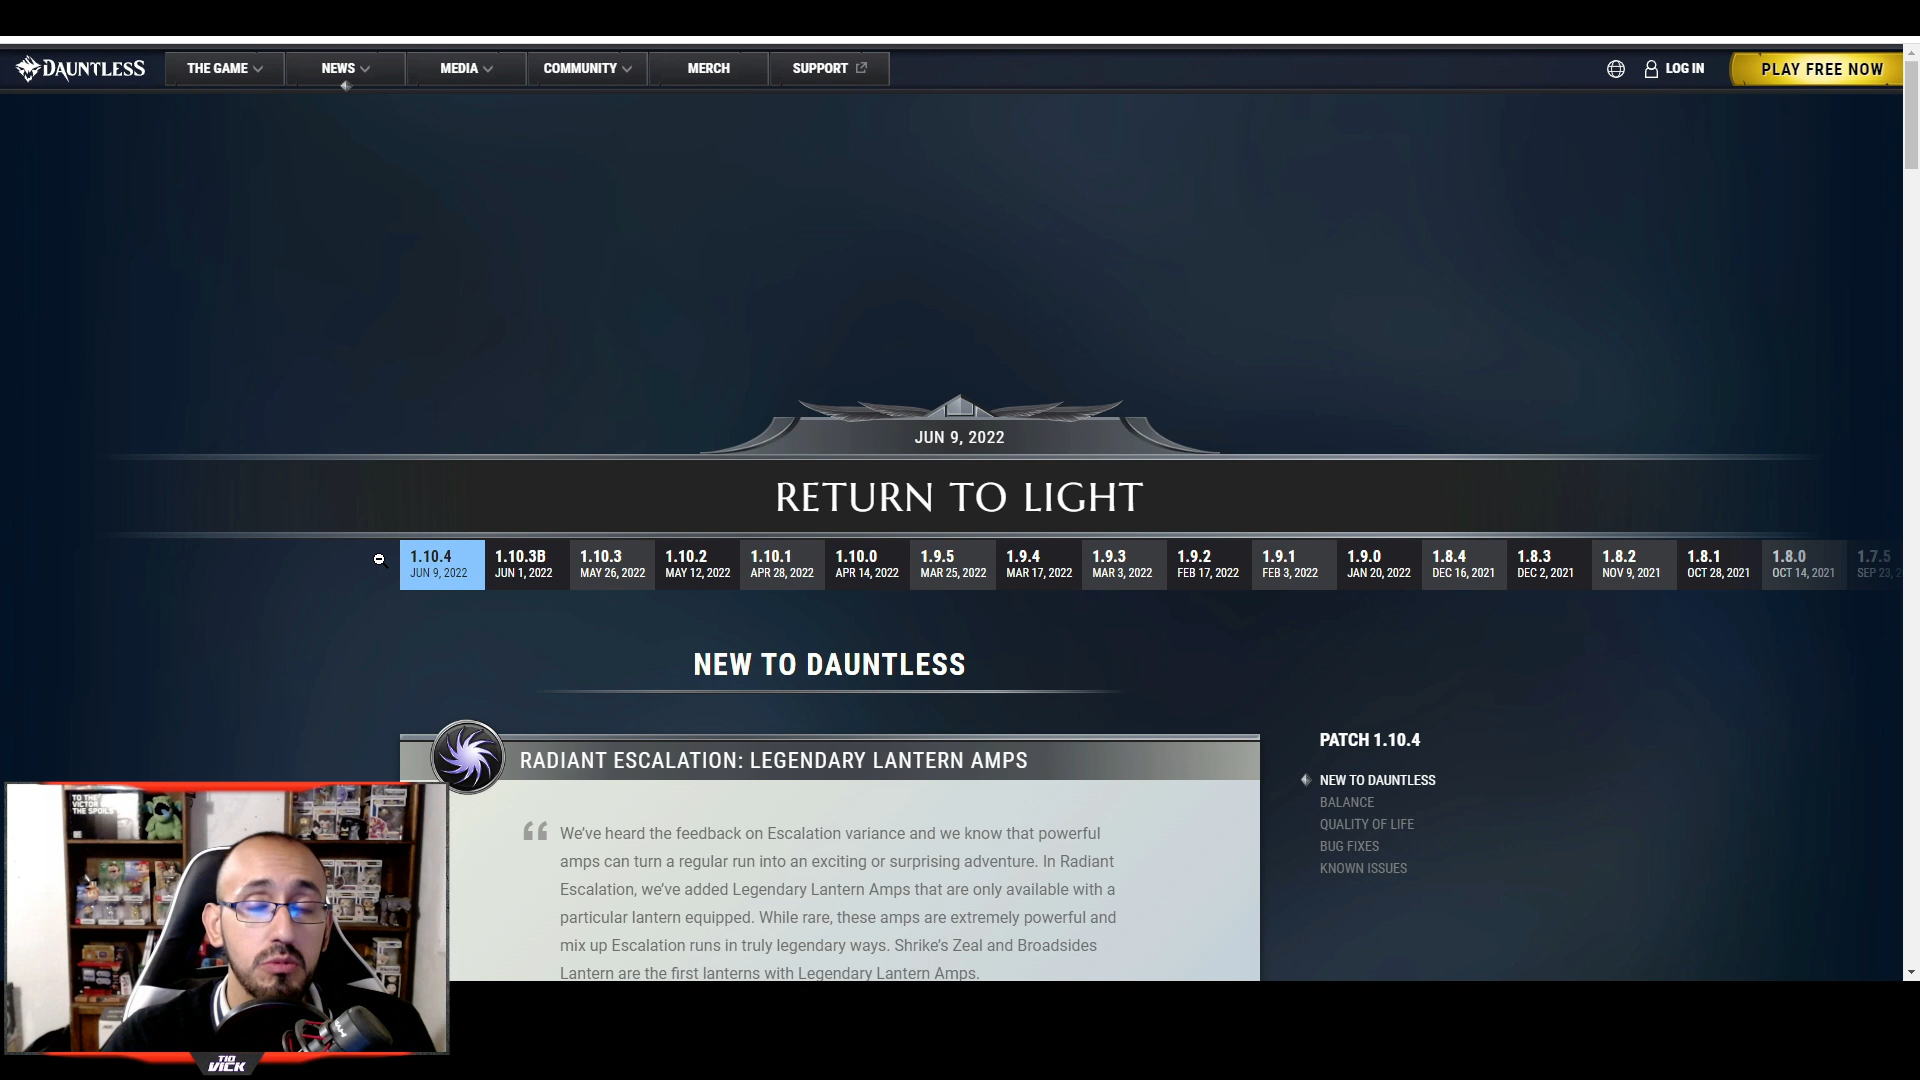 DAUNTLESS
THE GAME
NEWS
MEDIA
COMMUNITY
MERCH
SUPPORT
LOG IN
PLAY FREE NOW
JUN 9, 2022
RETURN TO LIGHT
1.10.4
JUN 9, 2022
1.10.3B
JUN 1, 2022
1.10.3
MAY 26, 2022
1.10.2
MAY 12, 2022
1.10.1
APR 28, 2022
1.10.0
APR 14, 2022
1.9.5
MAR 25, 2022
1.9.4
MAR 17, 2022
1.9.3
MAR 3, 2022
1.9.2
FEB 17, 2022
1.9.1
FEB 3, 2022
1.9.0
JAN 20, 2022
1.8.4
DEC 16, 2021
1.8.3
DEC 2, 2021
1.8.2
NOV 9, 2021
1.8.1
OCT 28, 2021
1.8.0
OCT 14, 2021
1.7.5
SEP 23, 2
NEW TO DAUNTLESS
RADIANT ESCALATION: LEGENDARY LANTERN AMPS
We've heard the feedback on Escalation variance and we know that powerful
amps can turn a regular run into an exciting or surprising adventure. In Radiant
Escalation, we've added Legendary Lantern Amps that are only available with a
particular lantern equipped. While rare, these amps are extremely powerful and
mix up Escalation runs in truly legendary ways. Shrike's Zeal and Broadsides
Lantern are the first lanterns with Legendary Lantern Amps.
PATCH 1.10.4
NEW TO DAUNTLESS
BALANCE
QUALITY OF LIFE
BUG FIXES
KNOWN ISSUES
TO THE
VICTOR
THE SPOILS
TIO
VICK